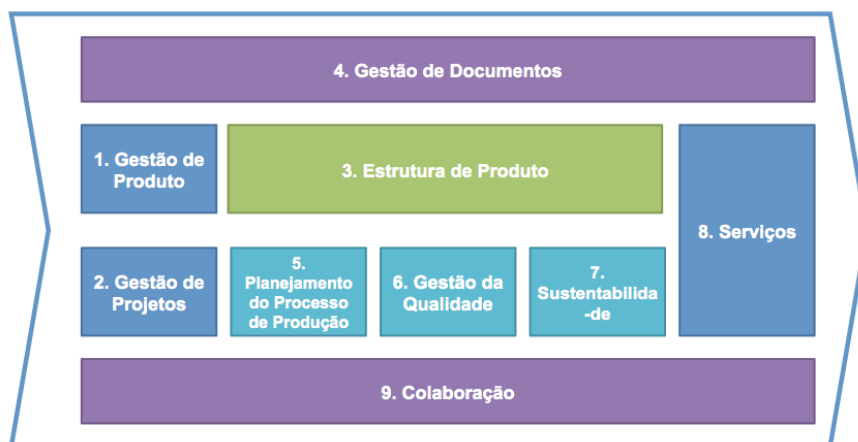 4. Gestão de Documentos
1. Gestão de
Produto
3. Estrutura de Produto
8. Serviços
2. Gestão de
Projetos
5.
Planejamento
do Processo
de Produção
6. Gestão da
Qualidade
7.
Sustentabilida
-de
9. Colaboração